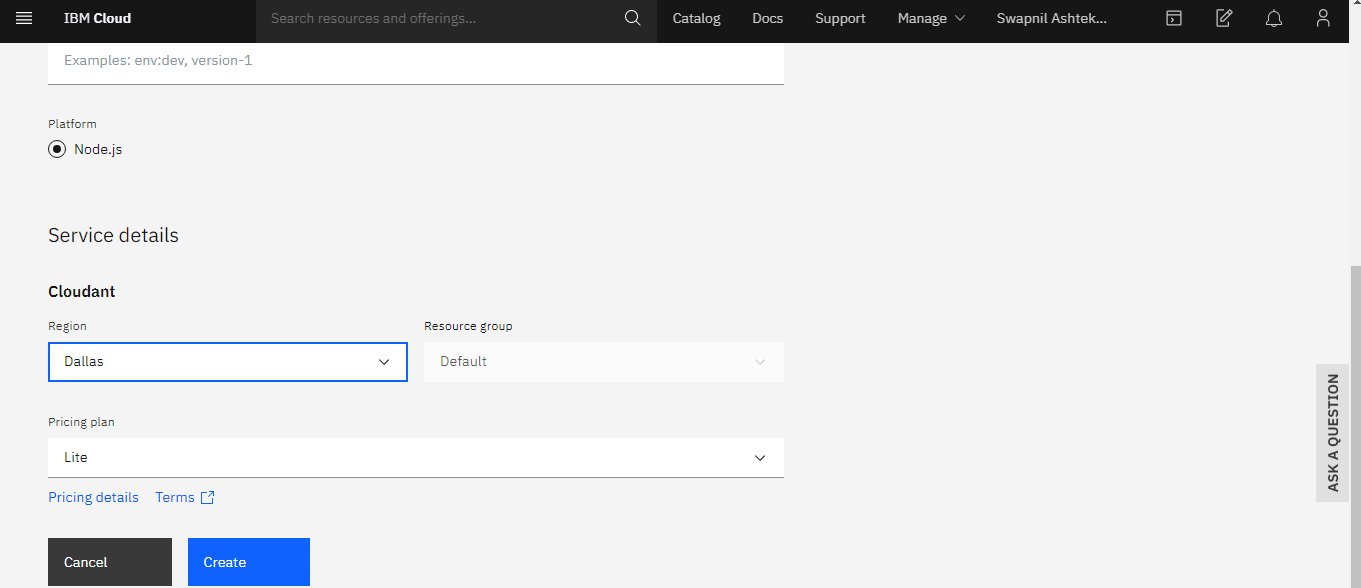 IBM Cloud
Search resources and offerings...
Catalog
Docs
Support
Manage
Swapnil Ashtek...
Examples: env:dev, version-1
Platform
Node.js
Service details
Cloudant
Region
Resource group
Dallas
Default
Pricing plan
Lite
Pricing details
Terms
Cancel
Create
ASK A QUESTION